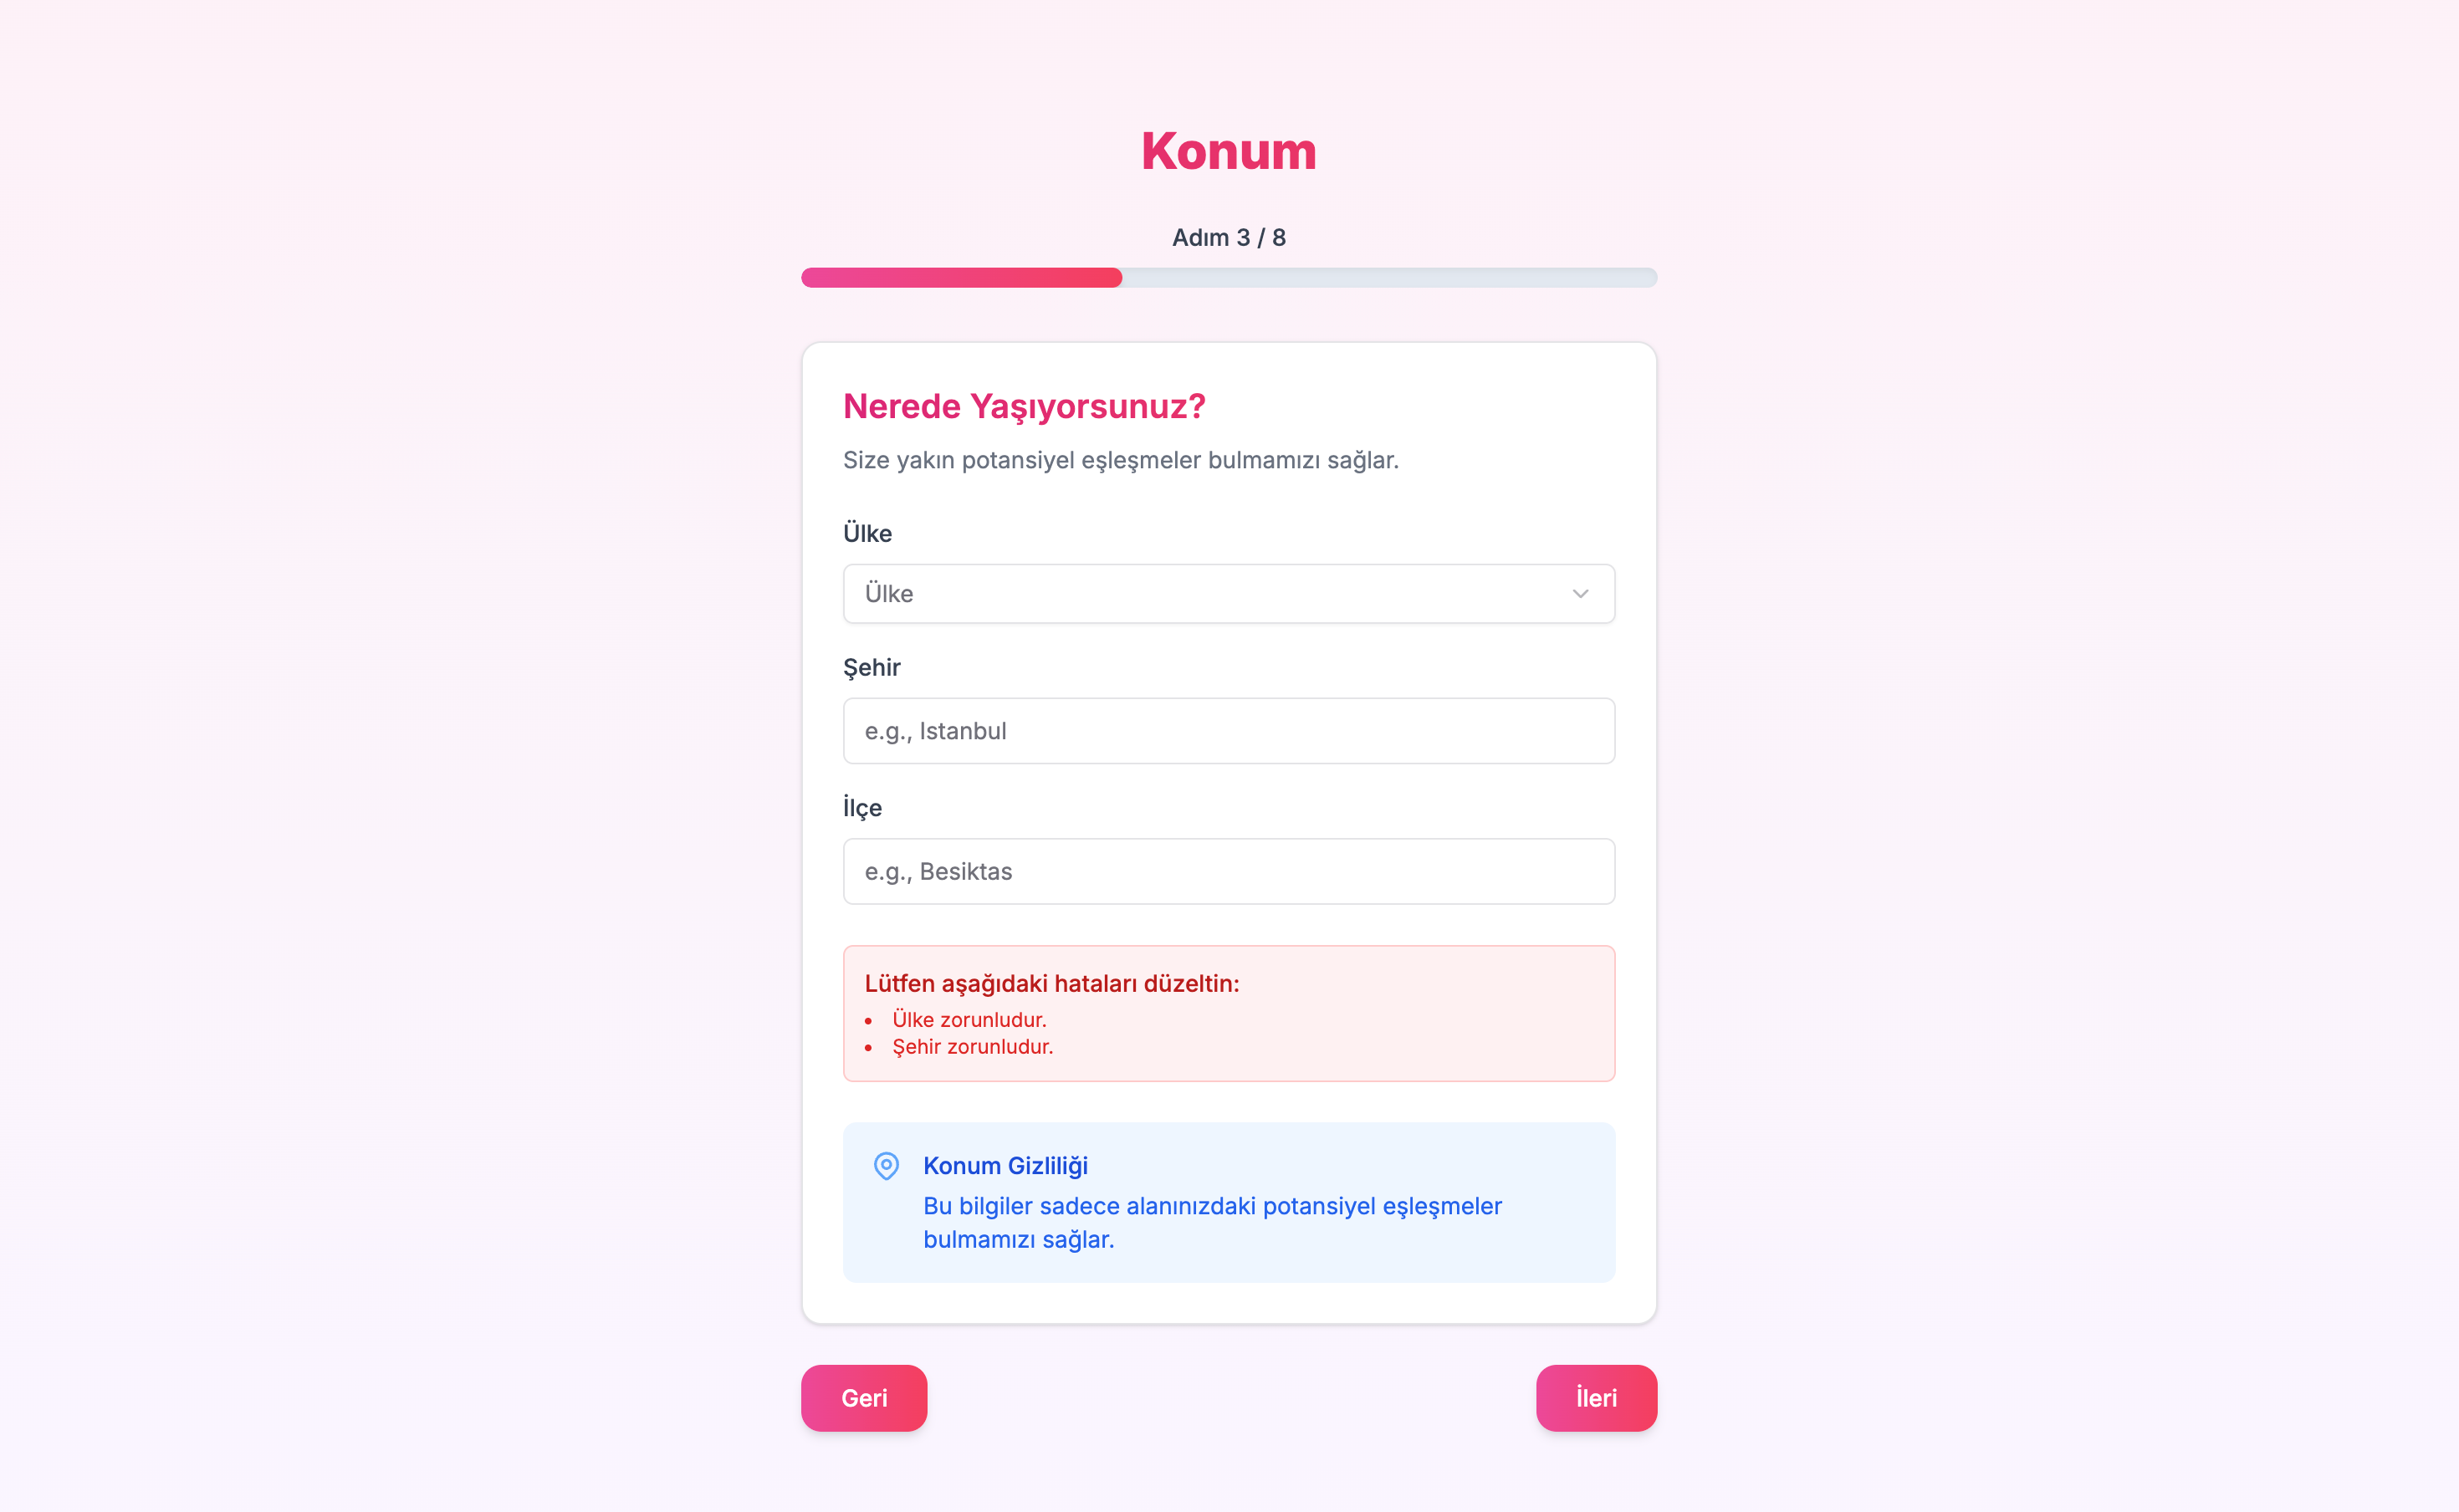 Konum
Adım 3 / 8
Nerede Yaşıyorsunuz?
Size yakın potansiyel eşleşmeler bulmamızı sağlar.
Ülke
Ülke
Şehir
e.g., Istanbul
İlçe
e.g., Besiktas
Lütfen aşağıdaki hataları düzeltin:
• Ülke zorunludur.
• Şehir zorunludur.
Konum Gizliliği
Bu bilgiler sadece alanınızdaki potansiyel eşleşmeler
bulmamızı sağlar.
Geri
İleri